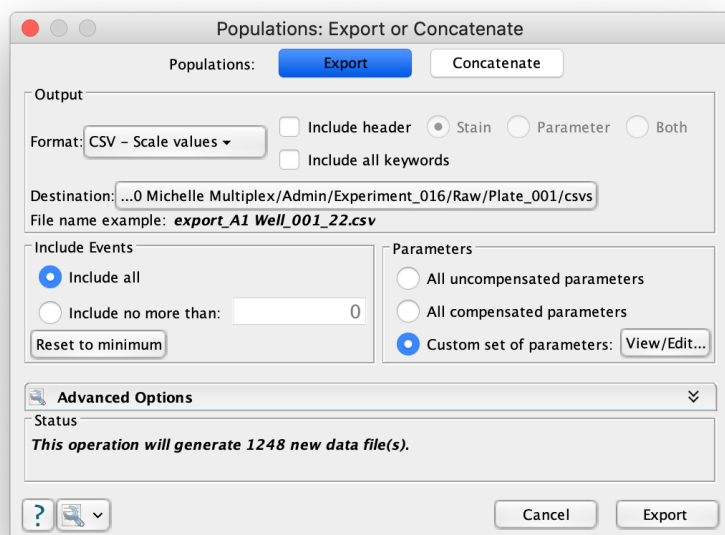 Populations: Export or Concatenate
Populations: Export Concatenate
Output
Format: CSV – Scale values Include header Stain Parameter Both
Include all keywords
Destination: ...0 Michelle Multiplex/Admin/Experiment_016/Raw/Plate_001/csvs
File name example: export_A1 Well_001_22.csv
Include Events
Include all
Include no more than: 0
Reset to minimum
Parameters
All uncompensated parameters
All compensated parameters
Custom set of parameters: View/Edit...
Advanced Options
Status
This operation will generate 1248 new data file(s).
? Cancel Export